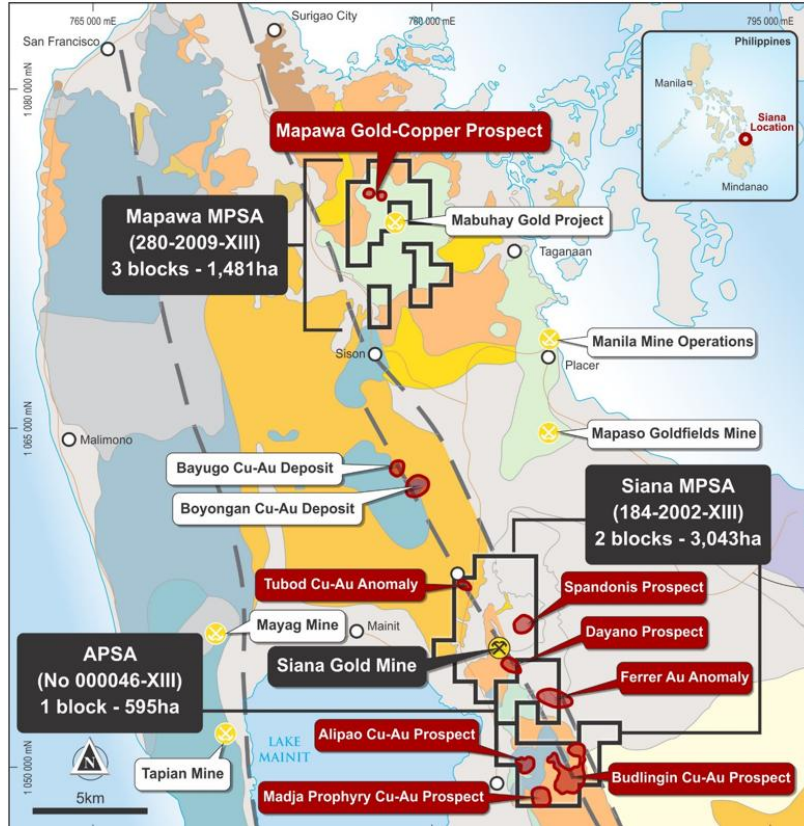 765 000 mE
780 000 mE
795 000 mE
Surigao City
San Francisco
Philippines
Manila
Siana
Location
Mindanao
1 080 000 mN
Mapawa Gold-Copper Prospect
Mapawa MPSA
(280-2009-XIII)
3 blocks - 1,481ha
Mabuhay Gold Project
Taganaan
Manila Mine Operations
Sison
Placer
1 065 000 mN
Malimono
Mapaso Goldfields Mine
Bayugo Cu-Au Deposit
Boyongan Cu-Au Deposit
Siana MPSA
(184-2002-XIII)
2 blocks - 3,043ha
Tubod Cu-Au Anomaly
Spandonis Prospect
Mayag Mine
Mainit
Dayano Prospect
Siana Gold Mine
APSA
(No 000046-XIII)
1 block - 595ha
Ferrer Au Anomaly
Alipao Cu-Au Prospect
LAKE
MAINIT
Tapian Mine
Budlingin Cu-Au Prospect
Madja Prophyry Cu-Au Prospect
1 050 000 mN
N
5km